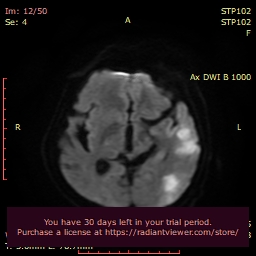 Im: 12/50
Se: 4
STP102
STP102
F
A
Ax DWI B 1000
R
L
You have 30 days left in your trial period.
Purchase a license at https://radiantviewer.com/store/